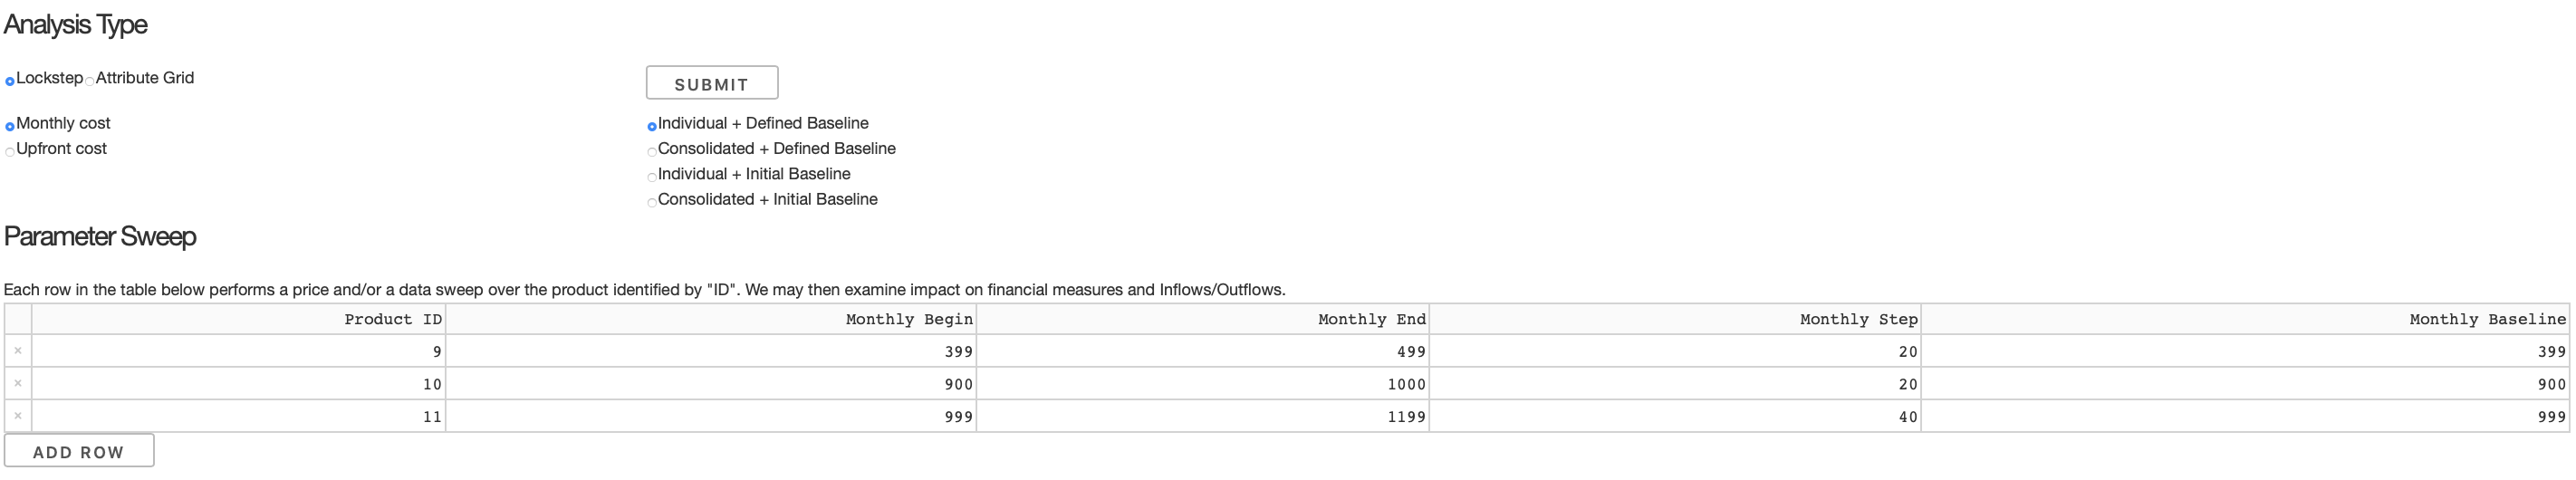 Analysis Type
Lockstep Attribute Grid
SUBMIT
Monthly cost
Upfront cost
Individual + Defined Baseline
Consolidated + Defined Baseline
Individual + Initial Baseline
Consolidated + Initial Baseline
Parameter Sweep
Each row in the table below performs a price and/or a data sweep over the product identified by "ID". We may then examine impact on financial measures and Inflows/Outflows.
Product ID Monthly Begin Monthly End Monthly Step Monthly Baseline
× 9 399 499 20 399
× 10 900 1000 20 900
× 11 999 1199 40 999
ADD ROW